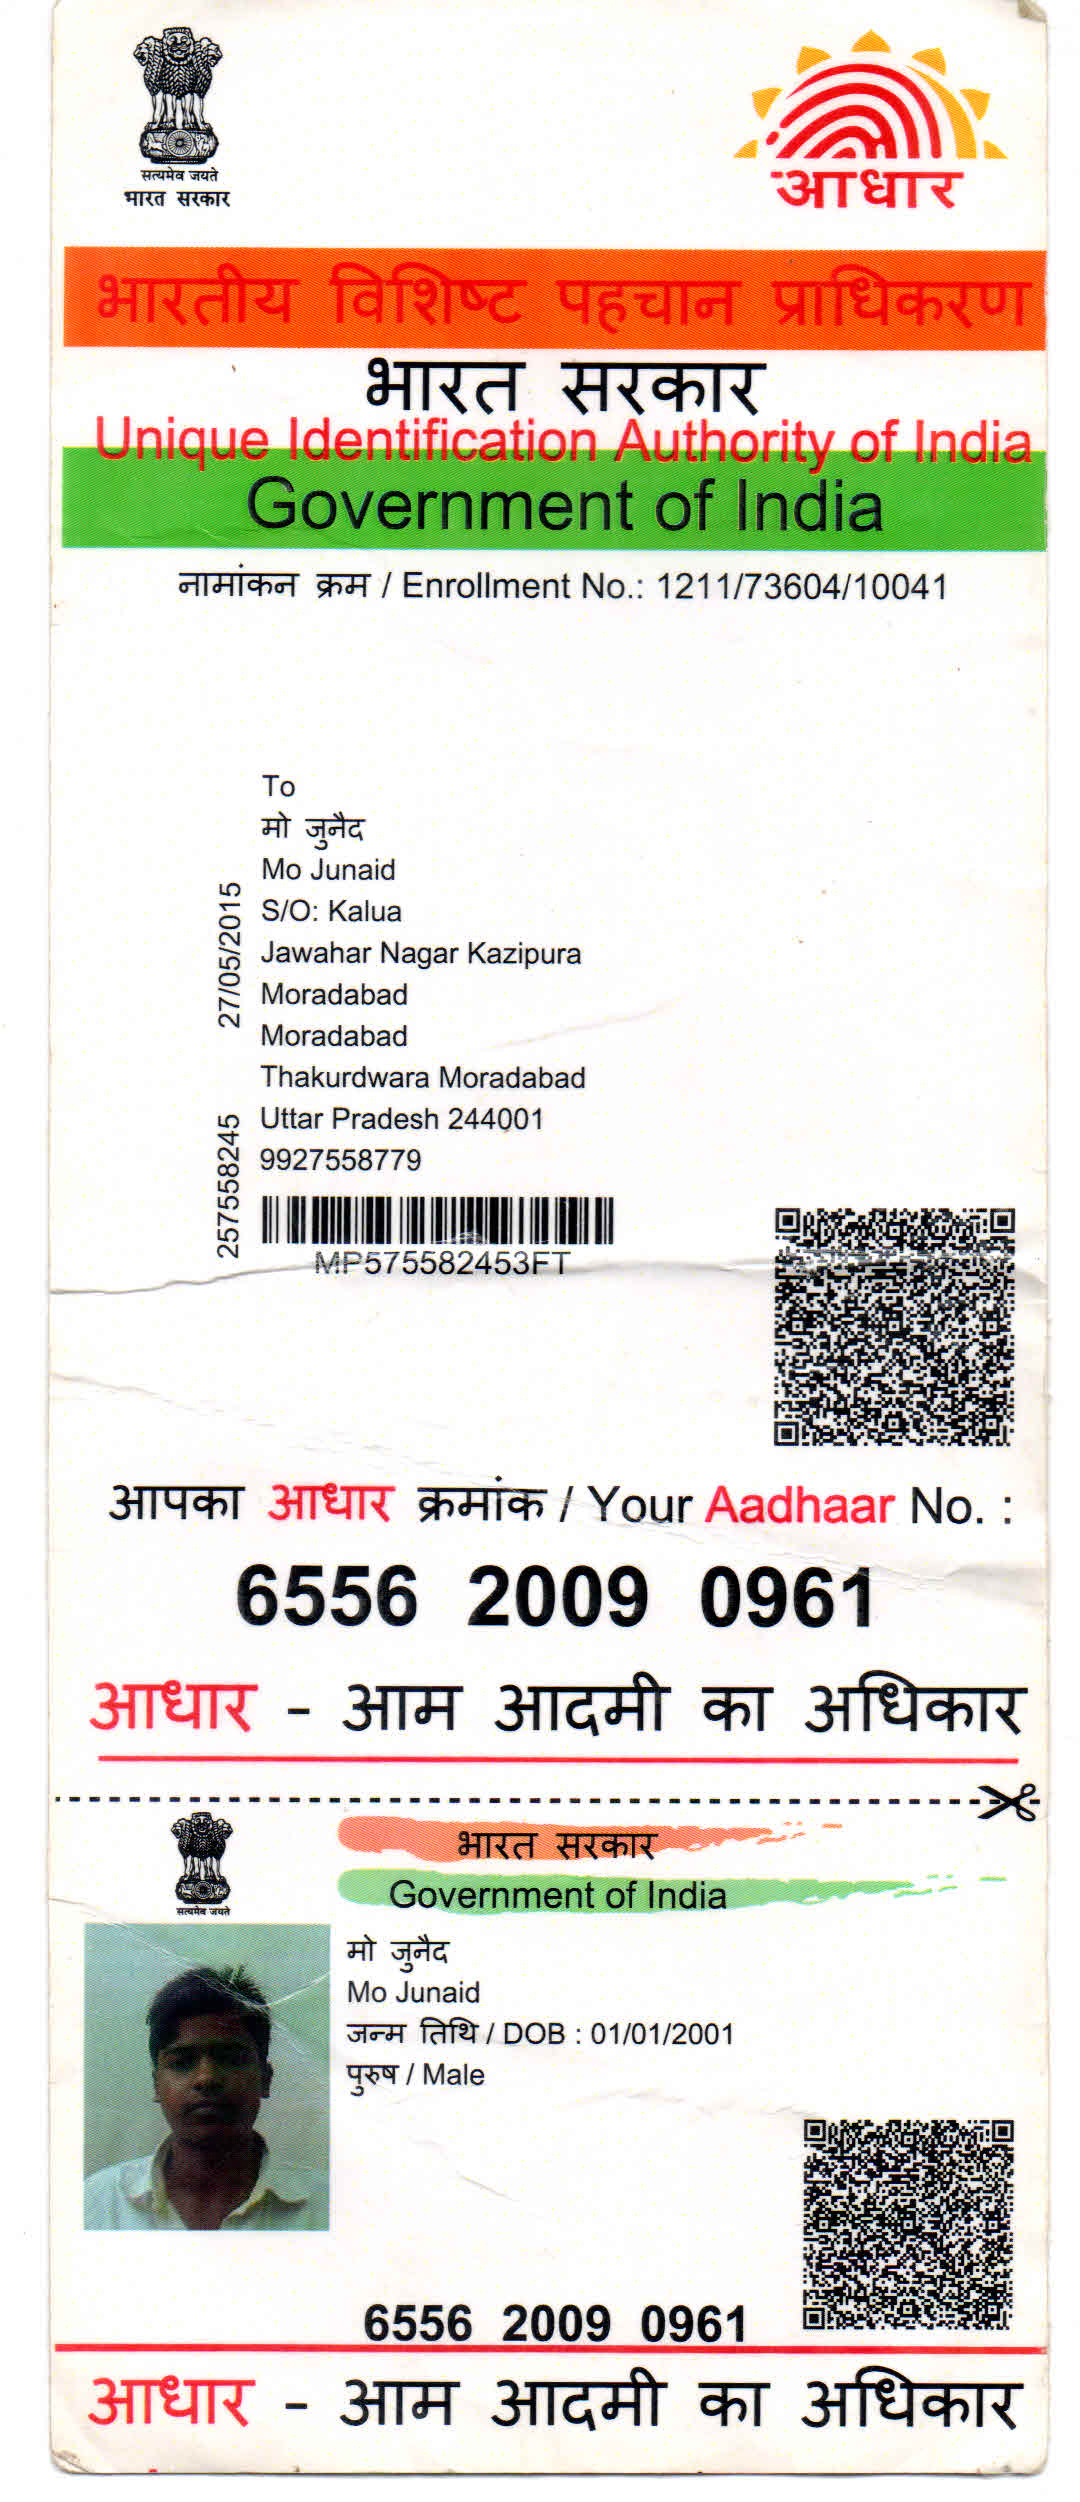 सत्यमेव जयते
भारत सरकार
आधार
भारतीय विशिष्ट पहचान प्राधिकरण
भारत सरकार
Unique Identification Authority of India
Government of India
नामांकन क्रम / Enrollment No.: 1211/73604/10041
To
मो जुनैद
Mo Junaid
S/O: Kalua
Jawahar Nagar Kazipura
Moradabad
Moradabad
Thakurdwara Moradabad
Uttar Pradesh 244001
9927558779
27/05/2015
257558245
MP575582453FT
आपका आधार क्रमांक / Your Aadhaar No. :
6556 2009 0961
आधार - आम आदमी का अधिकार
सत्यमेव जयते
भारत सरकार
Government of India
मो जुनैद
Mo Junaid
जन्म तिथि / DOB : 01/01/2001
पुरुष / Male
6556 2009 0961
आधार - आम आदमी का अधिकार